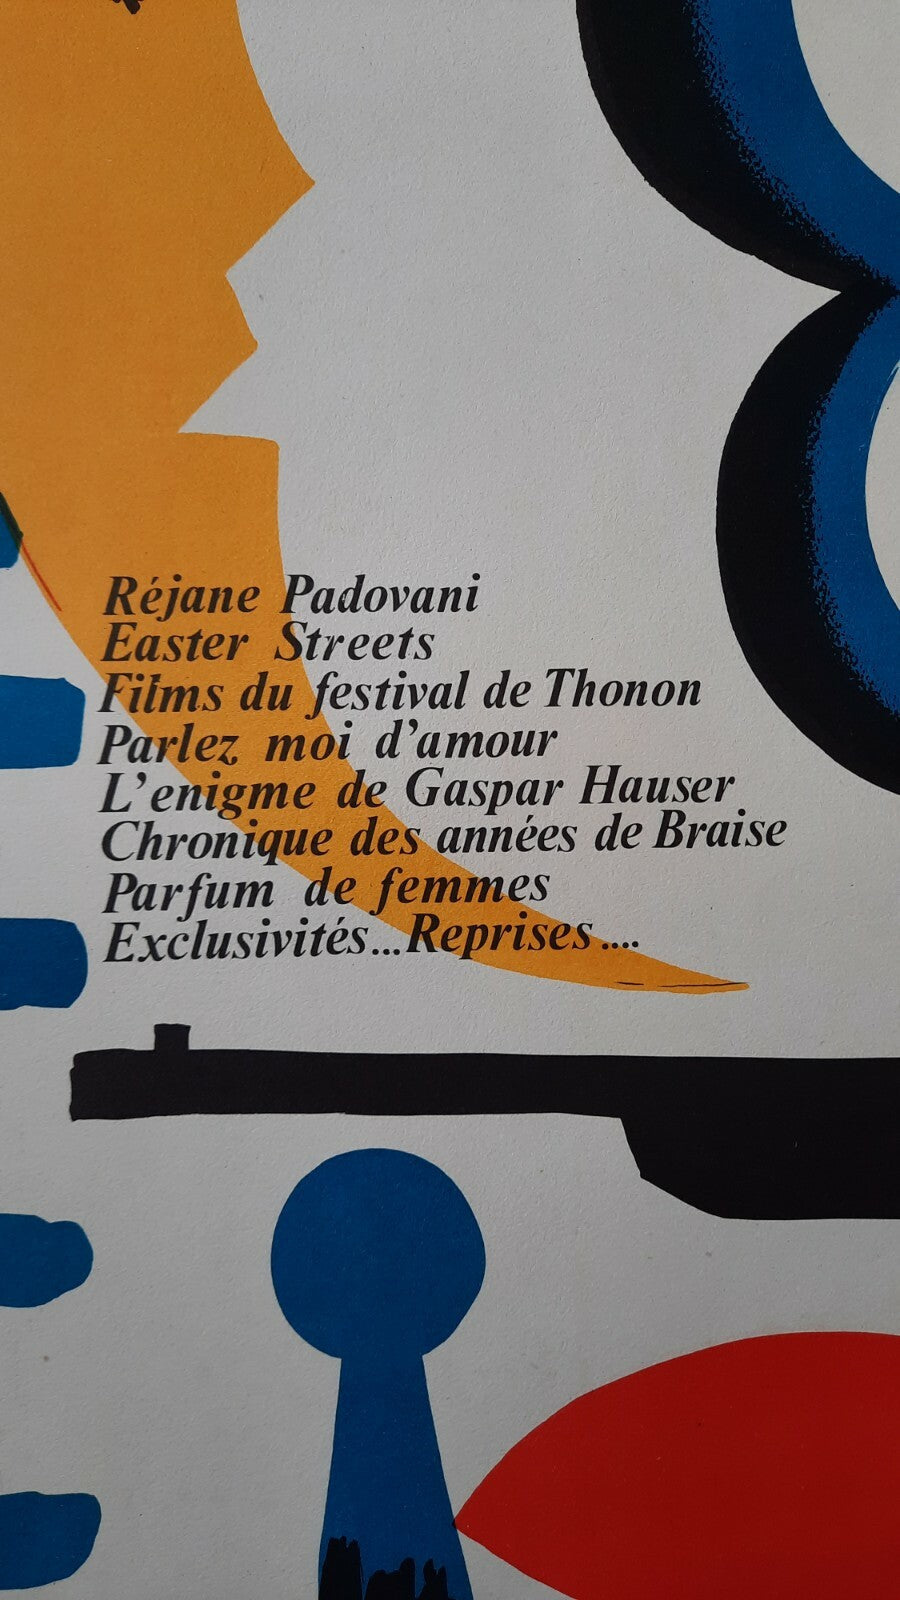 Réjane Padovani
Easter Streets
Films du festival de Thonon
Parlez moi d'amour
L'enigme de Gaspar Hauser
Chronique des années de Braise
Parfum de femmes
Exclusivités...Reprises....